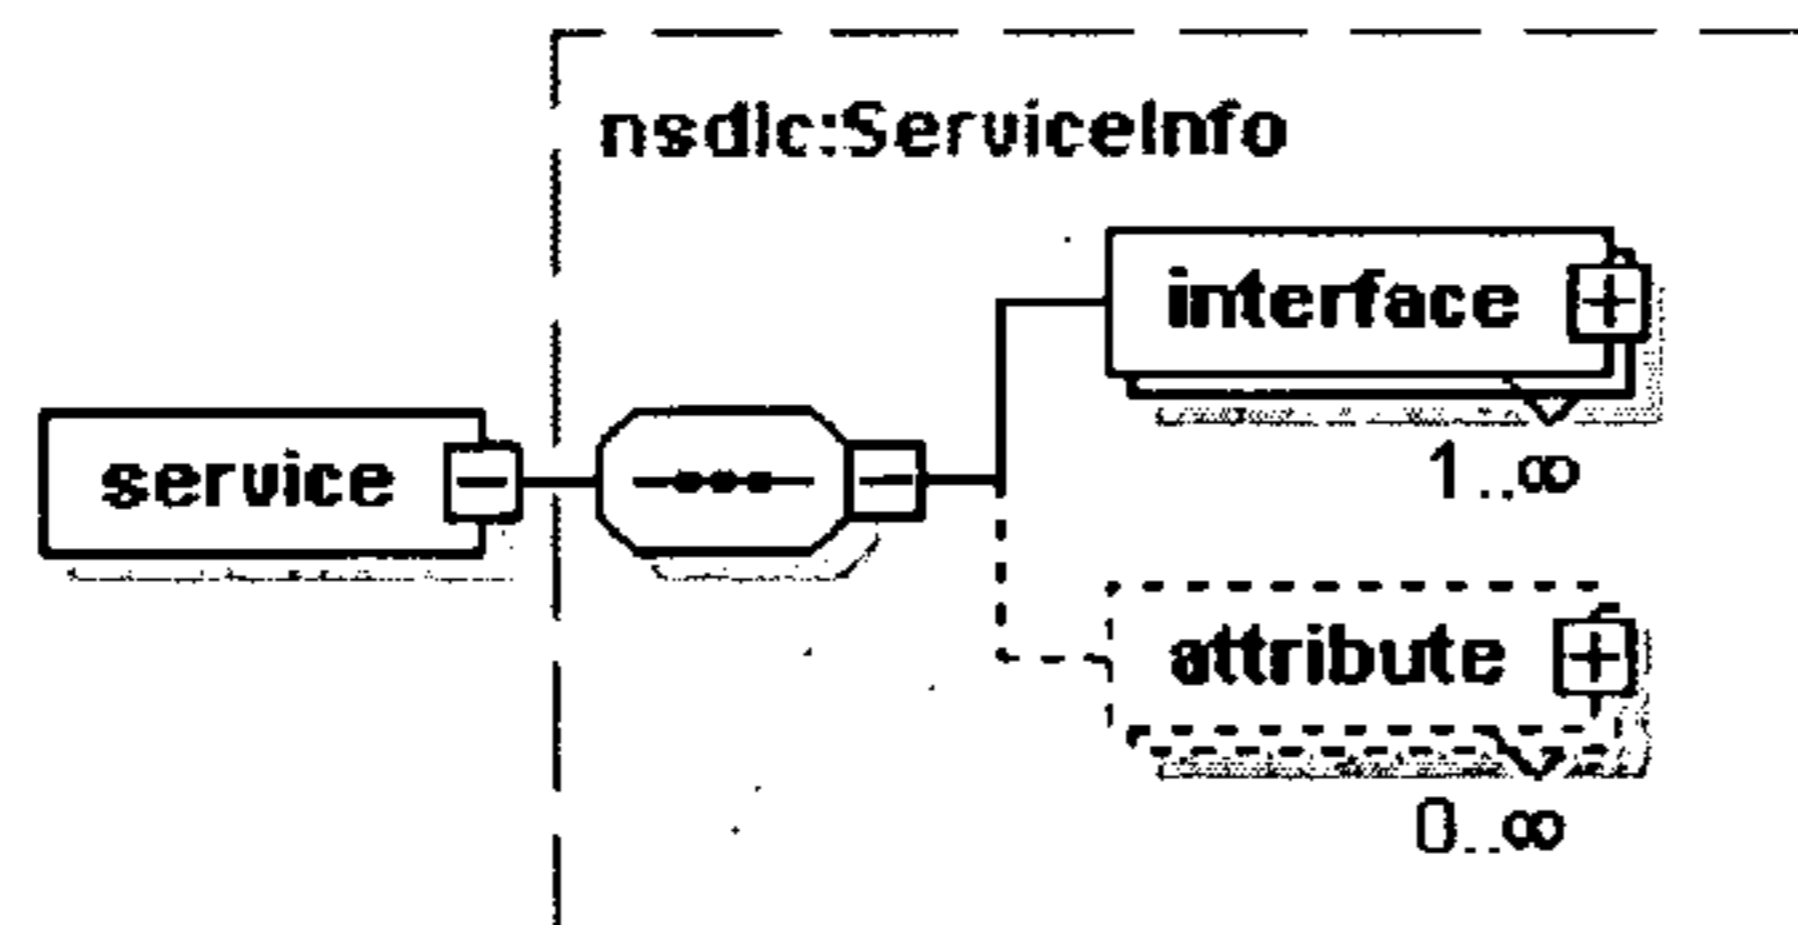 nsdlc:ServiceInfo
interface
1..∞
service
attribute
0..∞